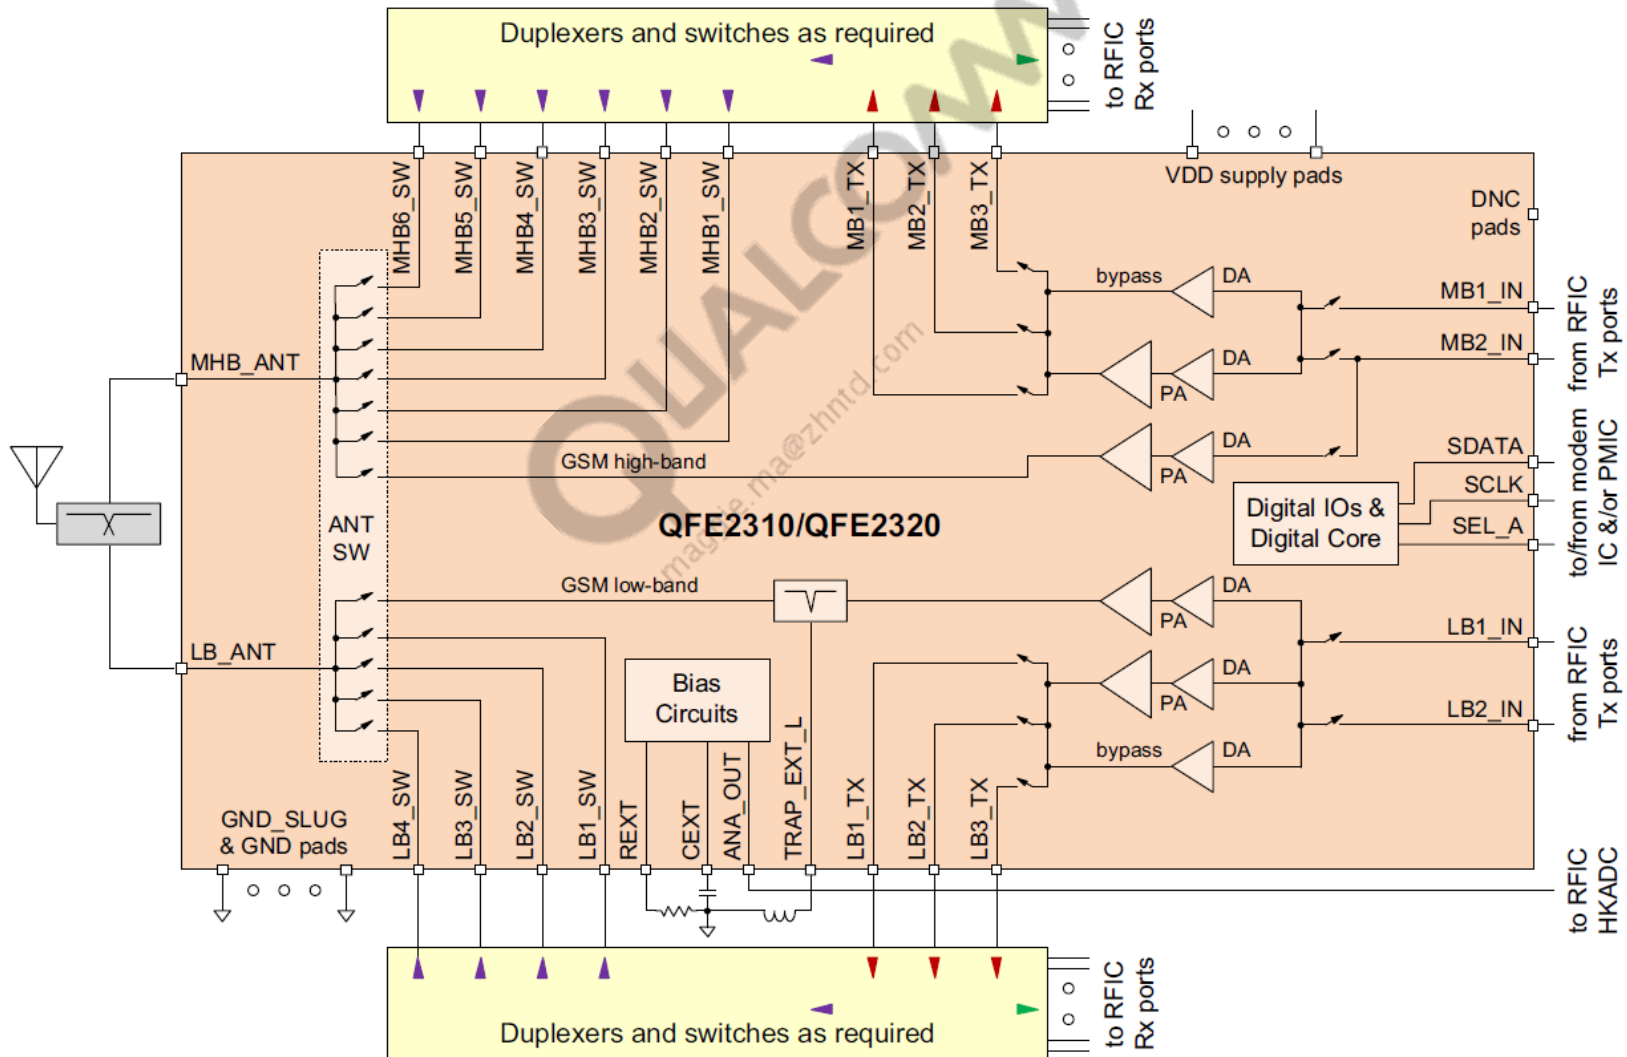 Duplexers and switches as required
to RFIC
Rx ports
QUALCOMM
MHB6_SW
MHB5_SW
MHB4_SW
MHB3_SW
MHB2_SW
MHB1_SW
MB1_TX
MB2_TX
MB3_TX
VDD supply pads
DNC
pads
bypass
DA
MB1_IN
MHB_ANT
DA
PA
MB2_IN
from RFIC
Tx ports
GSM high-band
DA
PA
SDATA
SCLK
SEL_A
to/from modem
IC &/or PMIC
Digital IOs &
Digital Core
ANT
SW
QFE2310/QFE2320
maggie.ma@zhntd.com
GSM low-band
DA
PA
LB1_IN
LB_ANT
Bias
Circuits
DA
PA
LB2_IN
from RFIC
Tx ports
bypass
DA
GND_SLUG
& GND pads
LB4_SW
LB3_SW
LB2_SW
LB1_SW
REXT
CEXT
ANA_OUT
TRAP_EXT_L
LB1_TX
LB2_TX
LB3_TX
to RFIC
HKADC
Duplexers and switches as required
to RFIC
Rx ports